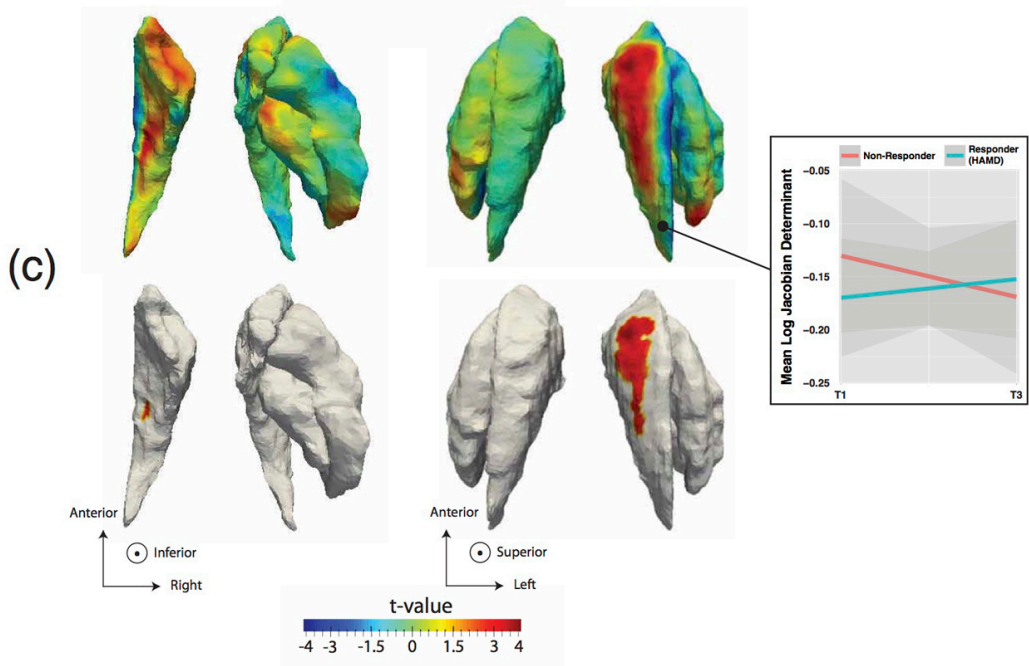 (c)
Non-Responder
Responder
(HAMD)
Mean Log Jacobian Determinant
−0.05
−0.10
−0.15
−0.20
−0.25
T1
T3
Anterior
Inferior
Right
Anterior
Superior
Left
t-value
-4 -3 -1.5 0 1.5 3 4